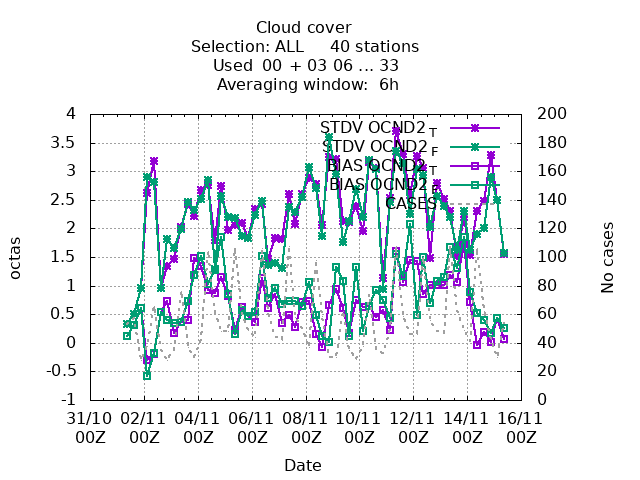 Cloud cover
Selection: ALL 40 stations
Used 00 + 03 06 ... 33
Averaging window: 6h
4 200
3.5 180
3 160
2.5 140
2 120
1.5 100
1 80
0.5 60
0 40
-0.5 20
-1 0
STDV OCND2 T
STDV OCND2 F
BIAS OCND2 T
BIAS OCND2 F
CASES
octas
No cases
31/10 02/11 04/11 06/11 08/11 10/11 12/11 14/11 16/11
00Z 00Z 00Z 00Z 00Z 00Z 00Z 00Z 00Z
Date